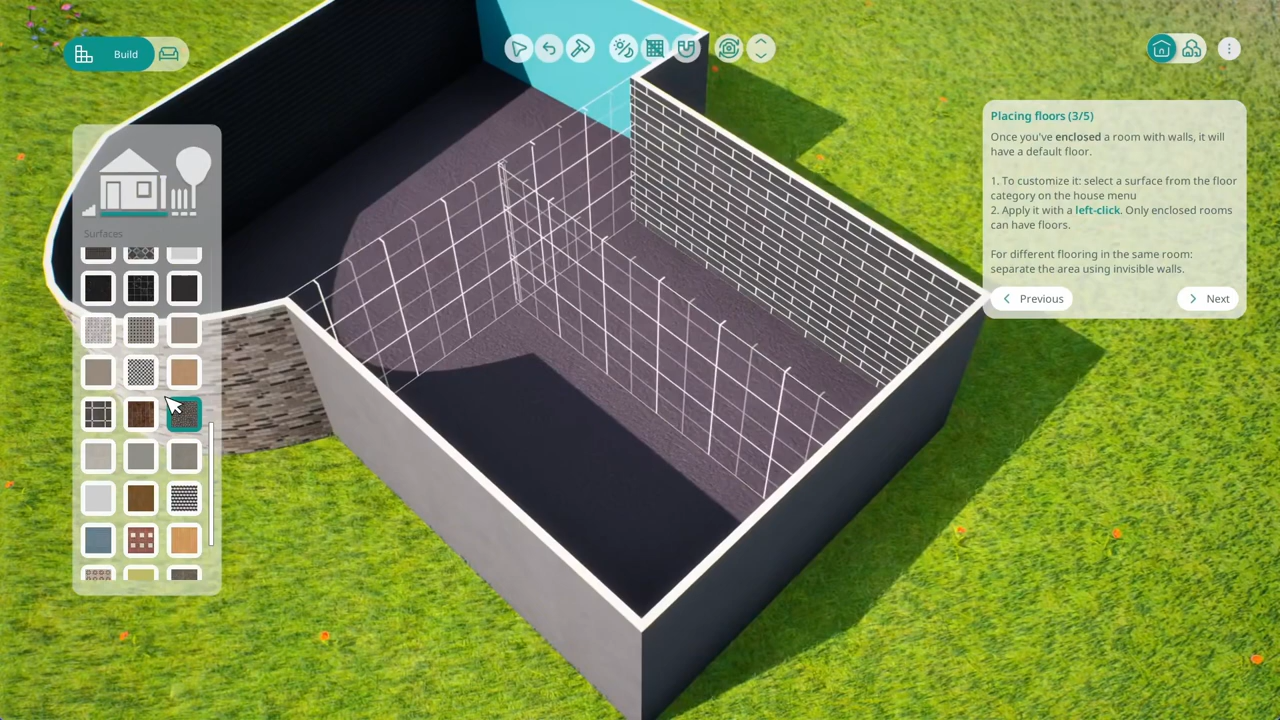 Build
Surfaces
Placing floors (3/5)
Once you've enclosed a room with walls, it will
have a default floor.
1. To customize it: select a surface from the floor
category on the house menu
2. Apply it with a left-click. Only enclosed rooms
can have floors.
For different flooring in the same room:
separate the area using invisible walls.
Previous
Next